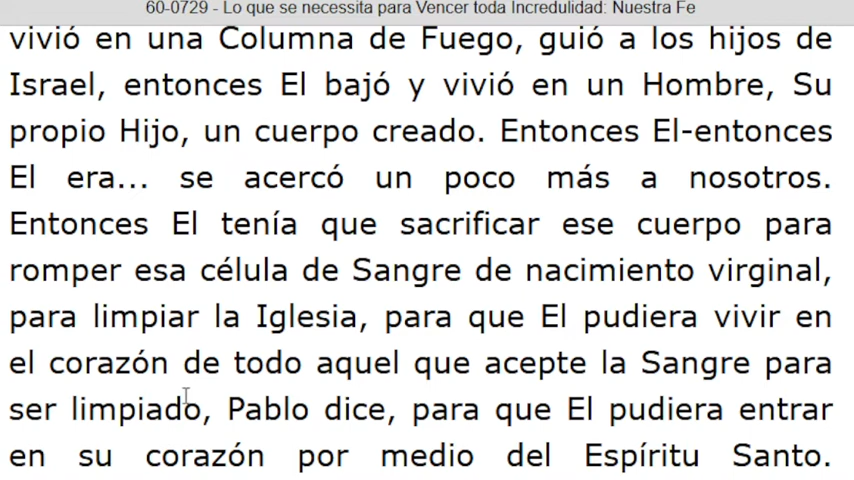 60-0729 - Lo que se necessita para Vencer toda Incredulidad: Nuestra Fe
vivió en una Columna de Fuego, guió a los hijos de
Israel, entonces El bajó y vivió en un Hombre, Su
propio Hijo, un cuerpo creado. Entonces El-entonces
El era... se acercó un poco más a nosotros.
Entonces El tenía que sacrificar ese cuerpo para
romper esa célula de Sangre de nacimiento virginal,
para limpiar la Iglesia, para que El pudiera vivir en
el corazón de todo aquel que acepte la Sangre para
ser limpiado, Pablo dice, para que El pudiera entrar
en su corazón por medio del Espíritu Santo.